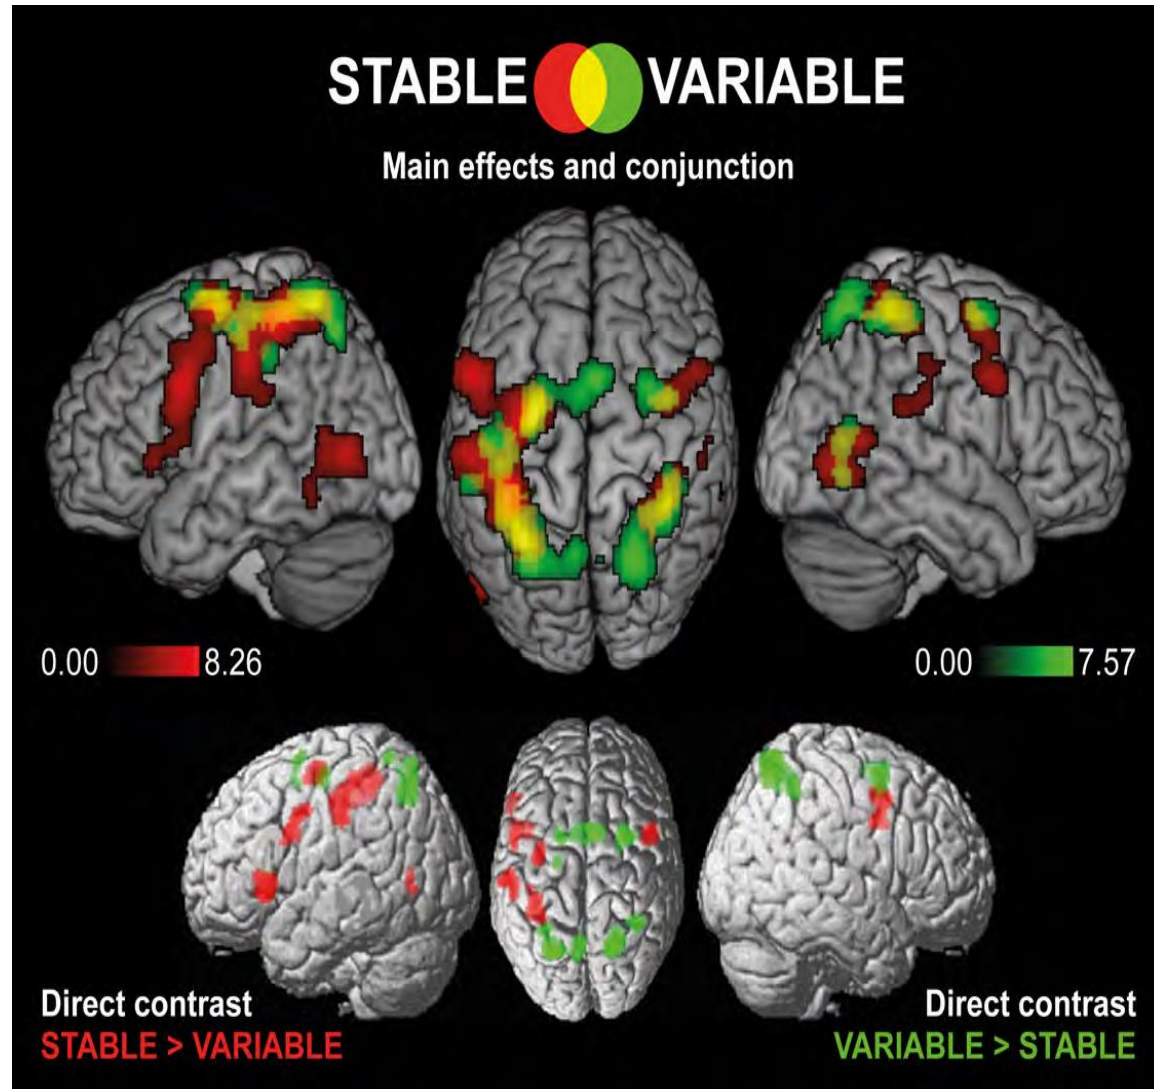 STABLE VARIABLE
Main effects and conjunction
0.00 8.26
0.00 7.57
Direct contrast
STABLE > VARIABLE
Direct contrast
VARIABLE > STABLE